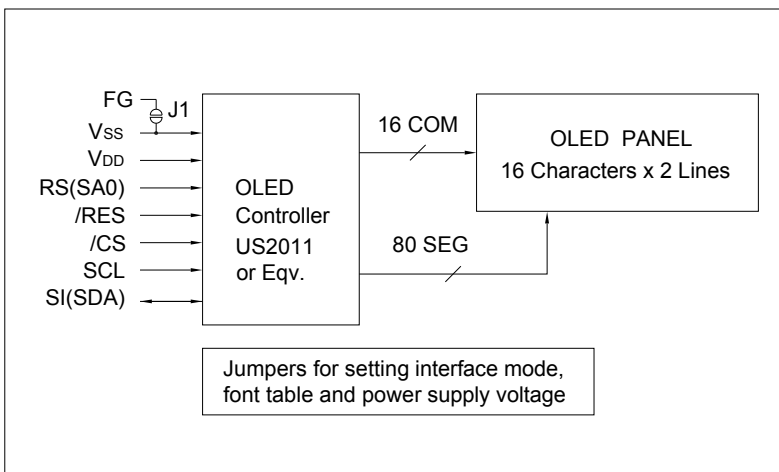 FG
J1
VSS
VDD
RS(SA0)
/RES
/CS
SCL
SI(SDA)
OLED
Controller
US2011
or Eqv.
16 COM
80 SEG
OLED PANEL
16 Characters x 2 Lines
Jumpers for setting interface mode,
font table and power supply voltage